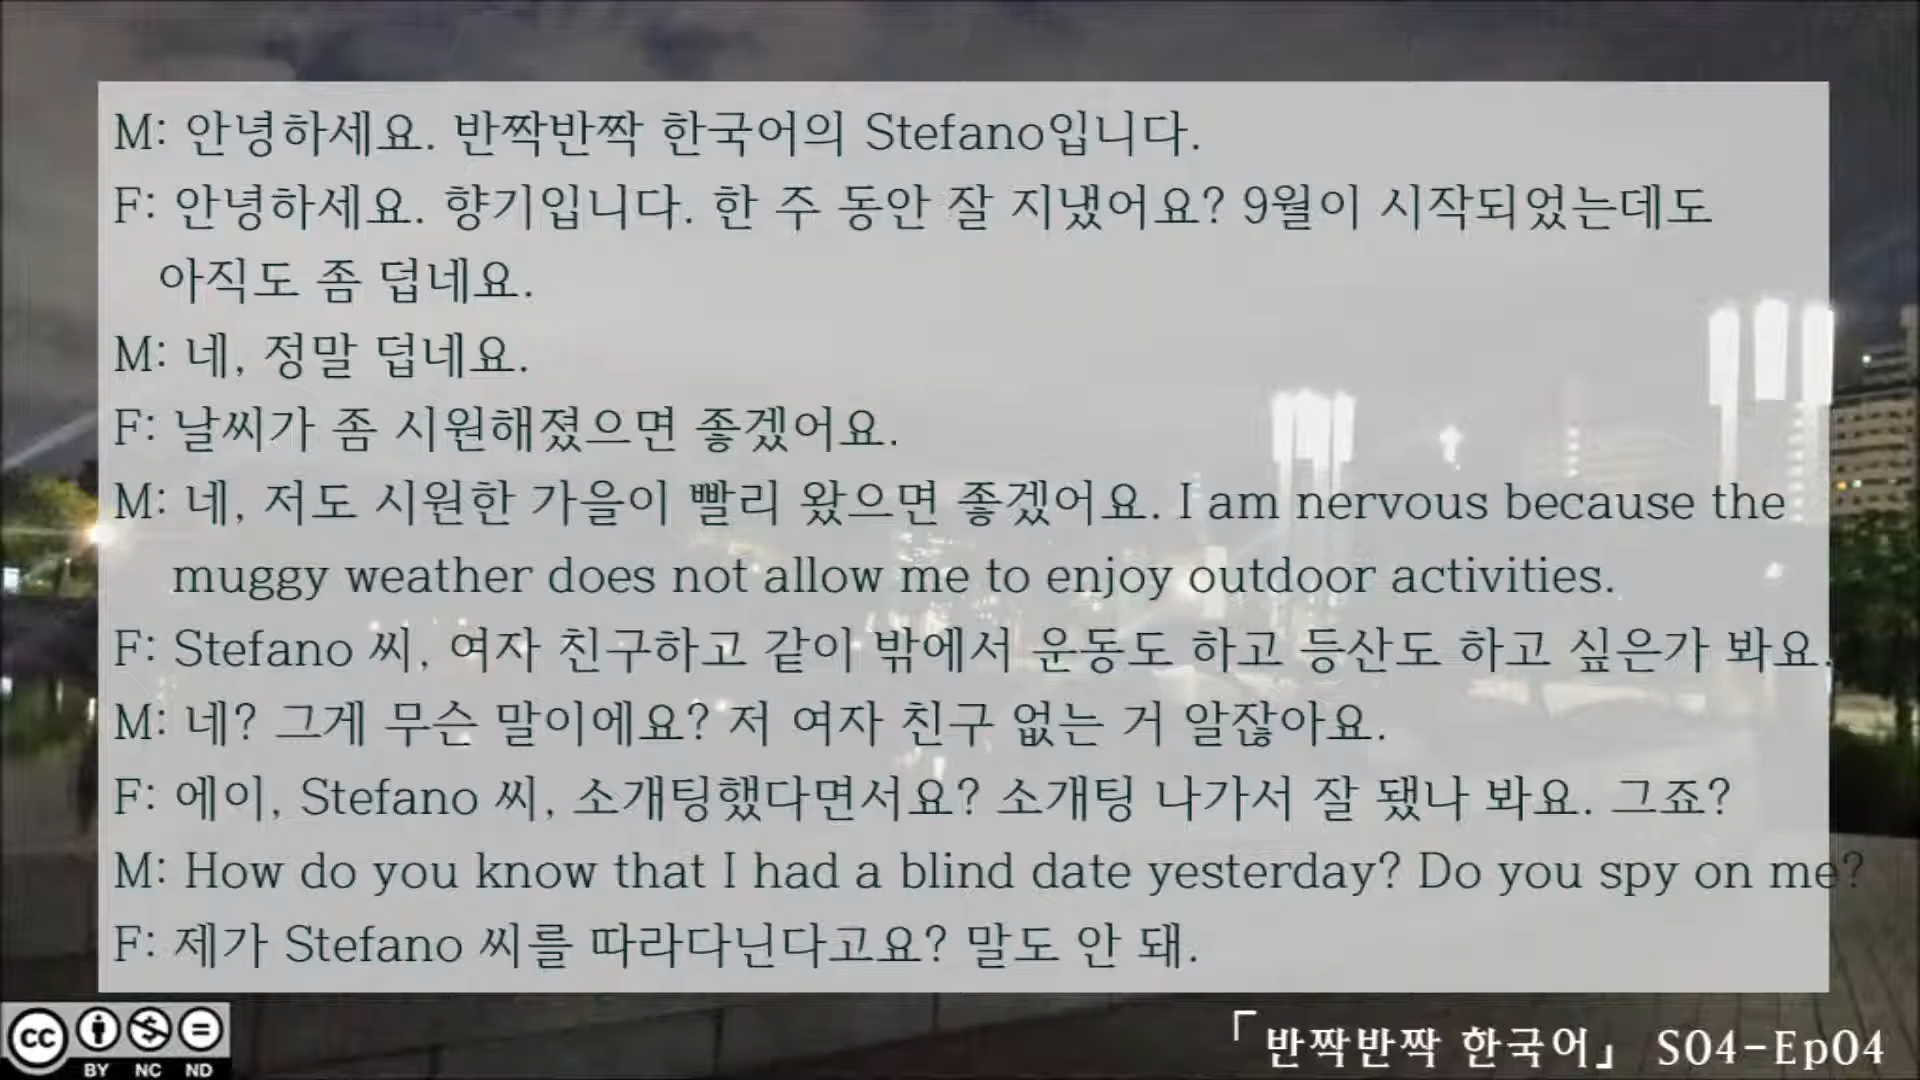 M: 안녕하세요. 반짝반짝 한국어의 Stefano입니다.
F: 안녕하세요. 향기입니다. 한 주 동안 잘 지냈어요? 9월이 시작되었는데도
아직도 좀 덥네요.
M: 네, 정말 덥네요.
F: 날씨가 좀 시원해졌으면 좋겠어요.
M: 네, 저도 시원한 가을이 빨리 왔으면 좋겠어요. I am nervous because the
muggy weather does not allow me to enjoy outdoor activities.
F: Stefano 씨, 여자 친구하고 같이 밖에서 운동도 하고 등산도 하고 싶은가 봐요.
M: 네? 그게 무슨 말이에요? 저 여자 친구 없는 거 알잖아요.
F: 에이, Stefano 씨, 소개팅했다면서요? 소개팅 나가서 잘 됐나 봐요. 그죠?
M: How do you know that I had a blind date yesterday? Do you spy on me?
F: 제가 Stefano 씨를 따라다닌다고요? 말도 안 돼.
cc
BY NC ND
「반짝반짝 한국어」 S04-Ep04